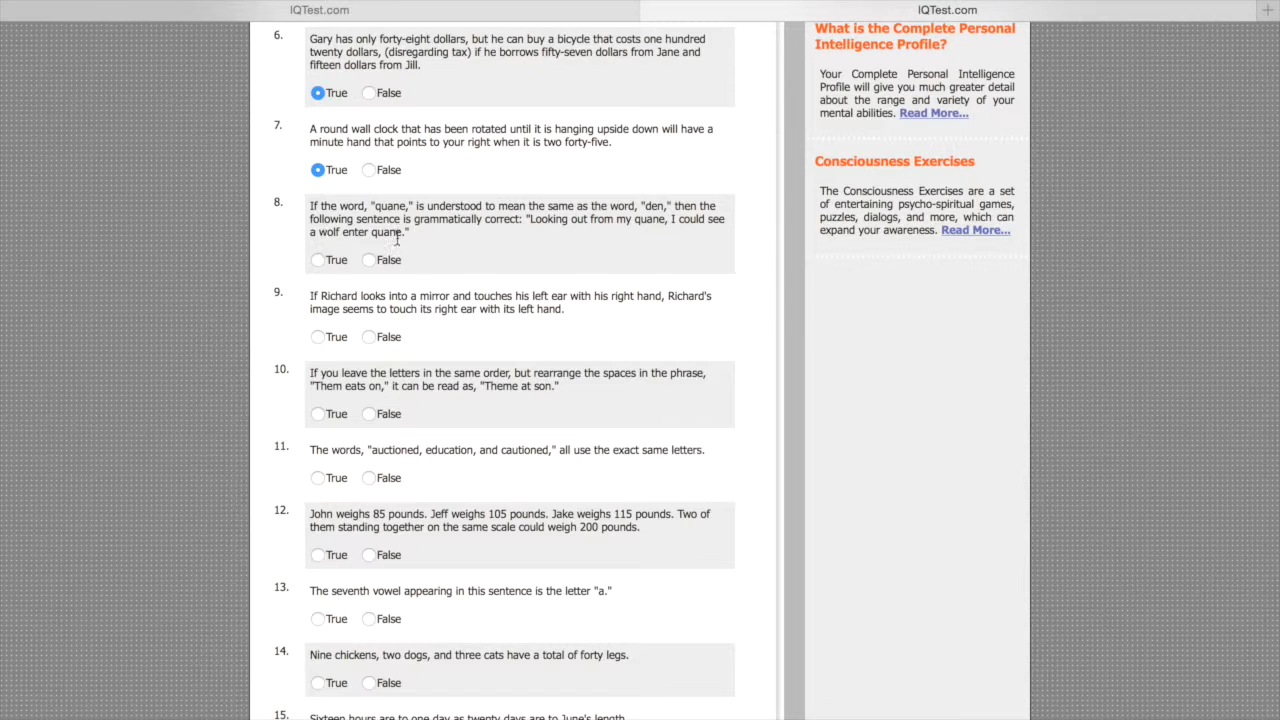 IQTest.com
IQTest.com
6.
Gary has only forty-eight dollars, but he can buy a bicycle that costs one hundred
twenty dollars, (disregarding tax) if he borrows fifty-seven dollars from Jane and
fifteen dollars from Jill.
True False
7.
A round wall clock that has been rotated until it is hanging upside down will have a
minute hand that points to your right when it is two forty-five.
True False
8.
If the word, "quane," is understood to mean the same as the word, "den," then the
following sentence is grammatically correct: "Looking out from my quane, I could see
a wolf enter quane."
True False
9.
If Richard looks into a mirror and touches his left ear with his right hand, Richard's
image seems to touch its right ear with its left hand.
True False
10.
If you leave the letters in the same order, but rearrange the spaces in the phrase,
"Them eats on," it can be read as, "Theme at son."
True False
11.
The words, "auctioned, education, and cautioned," all use the exact same letters.
True False
12.
John weighs 85 pounds. Jeff weighs 105 pounds. Jake weighs 115 pounds. Two of
them standing together on the same scale could weigh 200 pounds.
True False
13.
The seventh vowel appearing in this sentence is the letter "a."
True False
14.
Nine chickens, two dogs, and three cats have a total of forty legs.
True False
15.
Sixteen hours are to one day as twenty days are to June's length.
What is the Complete Personal
Intelligence Profile?
Your Complete Personal Intelligence
Profile will give you much greater detail
about the range and variety of your
mental abilities. Read More...
Consciousness Exercises
The Consciousness Exercises are a set
of entertaining psycho-spiritual games,
puzzles, dialogs, and more, which can
expand your awareness. Read More...